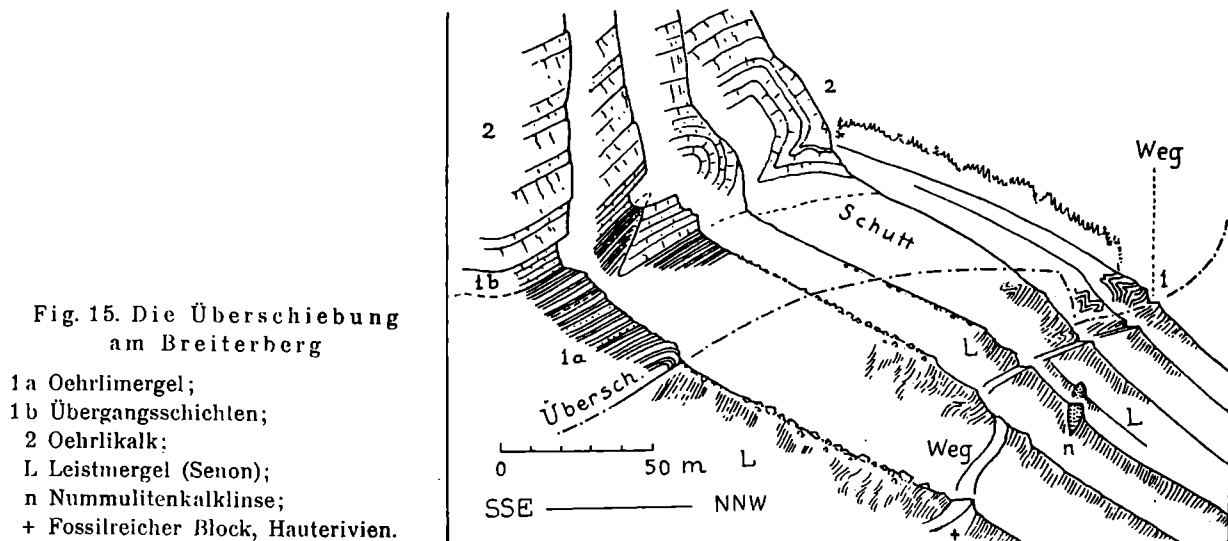 Fig. 15. Die Überschiebung
am Breiterberg
1a Oehrlimergel;
1b Übergangsschichten;
2 Oehrlikalk;
L Leistmergel (Senon);
n Nummulitenkalklinse;
+ Fossilreicher Block, Hauterivien.
2
2
Weg
Schutt
1b
1
1a
L
Übersch.
L
n
Weg
0 50 m
L
SSE NNW
+